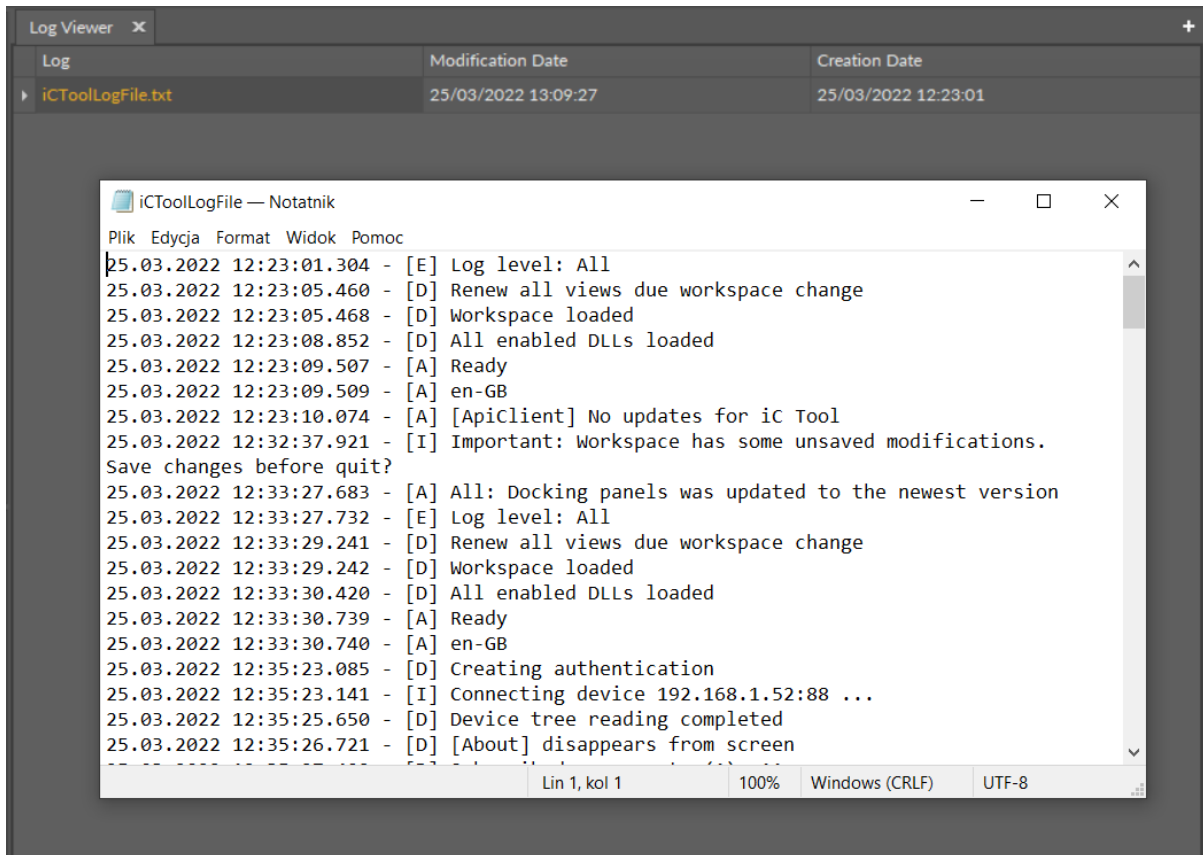 Log Viewer
Log Modification Date Creation Date
iCToolLogFile.txt 25/03/2022 13:09:27 25/03/2022 12:23:01
iCToolLogFile — Notatnik
Plik Edycja Format Widok Pomoc
25.03.2022 12:23:01.304 - [E] Log level: All
25.03.2022 12:23:05.460 - [D] Renew all views due workspace change
25.03.2022 12:23:05.468 - [D] Workspace loaded
25.03.2022 12:23:08.852 - [D] All enabled DLLs loaded
25.03.2022 12:23:09.507 - [A] Ready
25.03.2022 12:23:09.509 - [A] en-GB
25.03.2022 12:23:10.074 - [A] [ApiClient] No updates for iC Tool
25.03.2022 12:32:37.921 - [I] Important: Workspace has some unsaved modifications.
Save changes before quit?
25.03.2022 12:33:27.683 - [A] All: Docking panels was updated to the newest version
25.03.2022 12:33:27.732 - [E] Log level: All
25.03.2022 12:33:29.241 - [D] Renew all views due workspace change
25.03.2022 12:33:29.242 - [D] Workspace loaded
25.03.2022 12:33:30.420 - [D] All enabled DLLs loaded
25.03.2022 12:33:30.739 - [A] Ready
25.03.2022 12:33:30.740 - [A] en-GB
25.03.2022 12:35:23.085 - [D] Creating authentication
25.03.2022 12:35:23.141 - [I] Connecting device 192.168.1.52:88 ...
25.03.2022 12:35:25.650 - [D] Device tree reading completed
25.03.2022 12:35:26.721 - [D] [About] disappears from screen
Lin 1, kol 1 100% Windows (CRLF) UTF-8